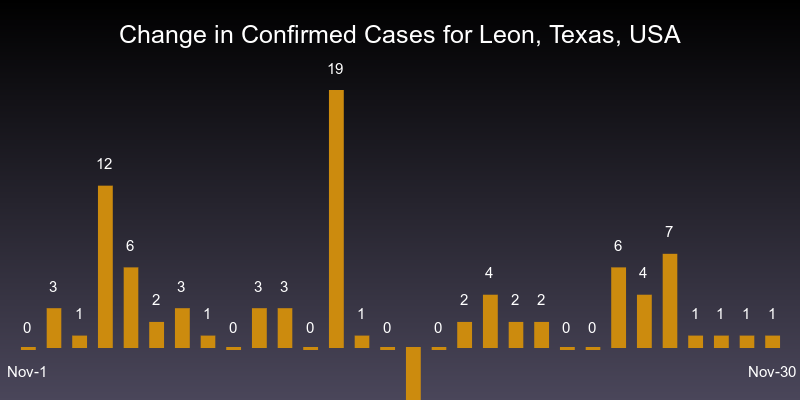 Change in Confirmed Cases for Leon, Texas, USA
0 3 1 12 6 2 3 1 0 3 3 0 19 1 0 0 2 4 2 2 0 0 6 4 7 1 1 1 1
Nov-1 Nov-30